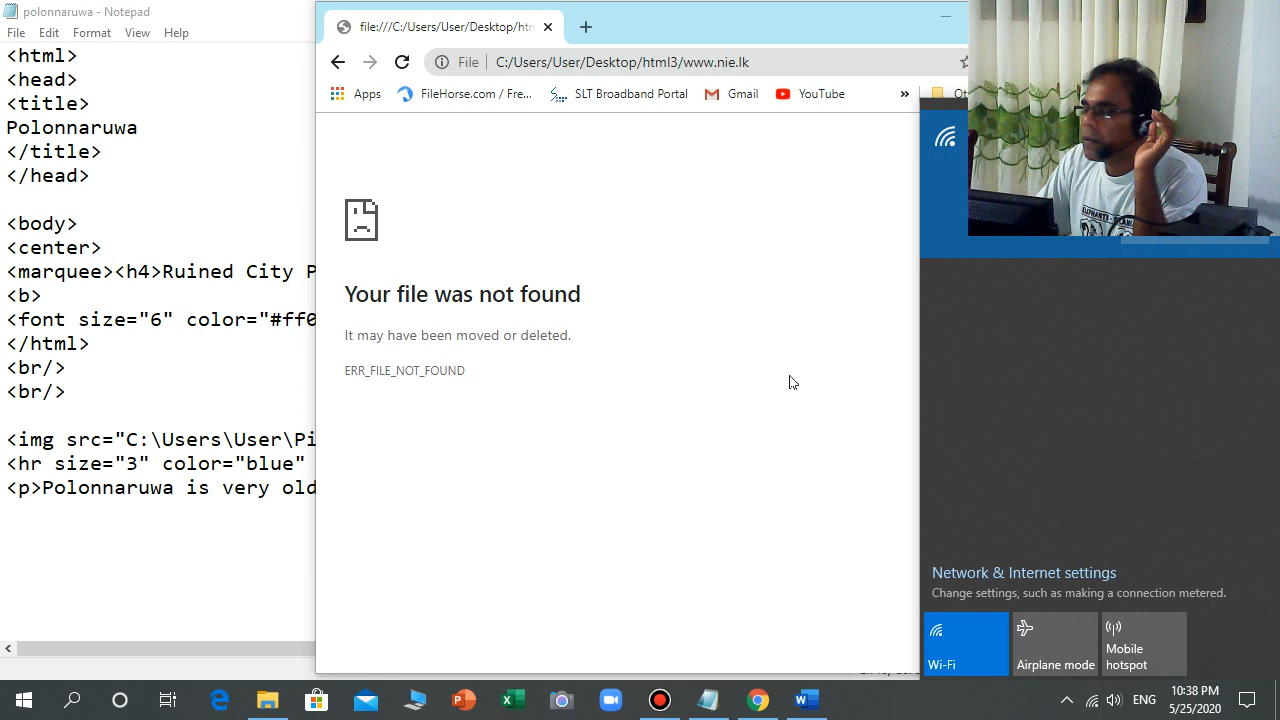 polonnaruwa - Notepad
File Edit Format View Help
<html>
<head>
<title>
Polonnaruwa
</title>
</head>
<body>
<center>
<marquee><h4>Ruined City P
<b>
<font size="6" color="#ff0
</html>
<br/>
<br/>
<img src="C:\Users\User\Pi
<hr size="3" color="blue"
<p>Polonnaruwa is very old
file:///C:/Users/User/Desktop/htm
File C:/Users/User/Desktop/html3/www.nie.lk
Apps FileHorse.com / Fre... SLT Broadband Portal Gmail YouTube » Ot
Your file was not found
It may have been moved or deleted.
ERR_FILE_NOT_FOUND
Network & Internet settings
Change settings, such as making a connection metered.
Wi-Fi
Airplane mode
Mobile
hotspot
ENG
10:38 PM
5/25/2020